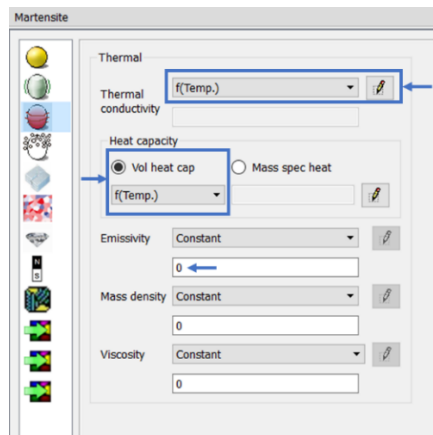 Martensite
Thermal
Thermal conductivity
f(Temp.)
Heat capacity
Vol heat cap
Mass spec heat
f(Temp.)
Emissivity
Constant
0
Mass density
Constant
0
Viscosity
Constant
0
N
S